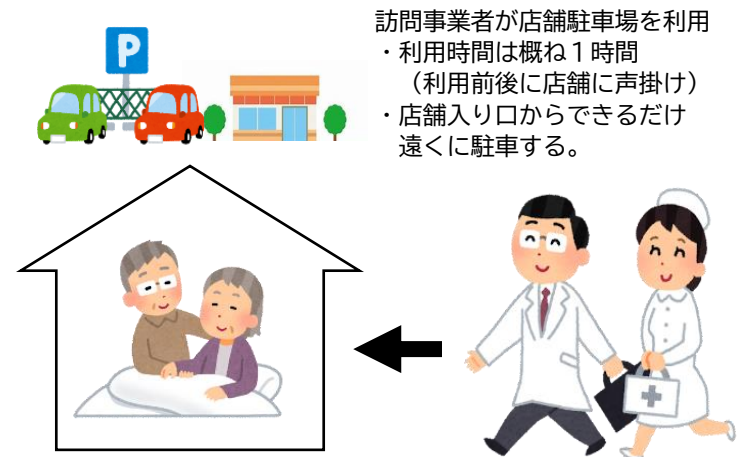 P
訪問事業者が店舗駐車場を利用
・利用時間は概ね１時間
（利用前後に店舗に声掛け）
・店舗入り口からできるだけ
遠くに駐車する。